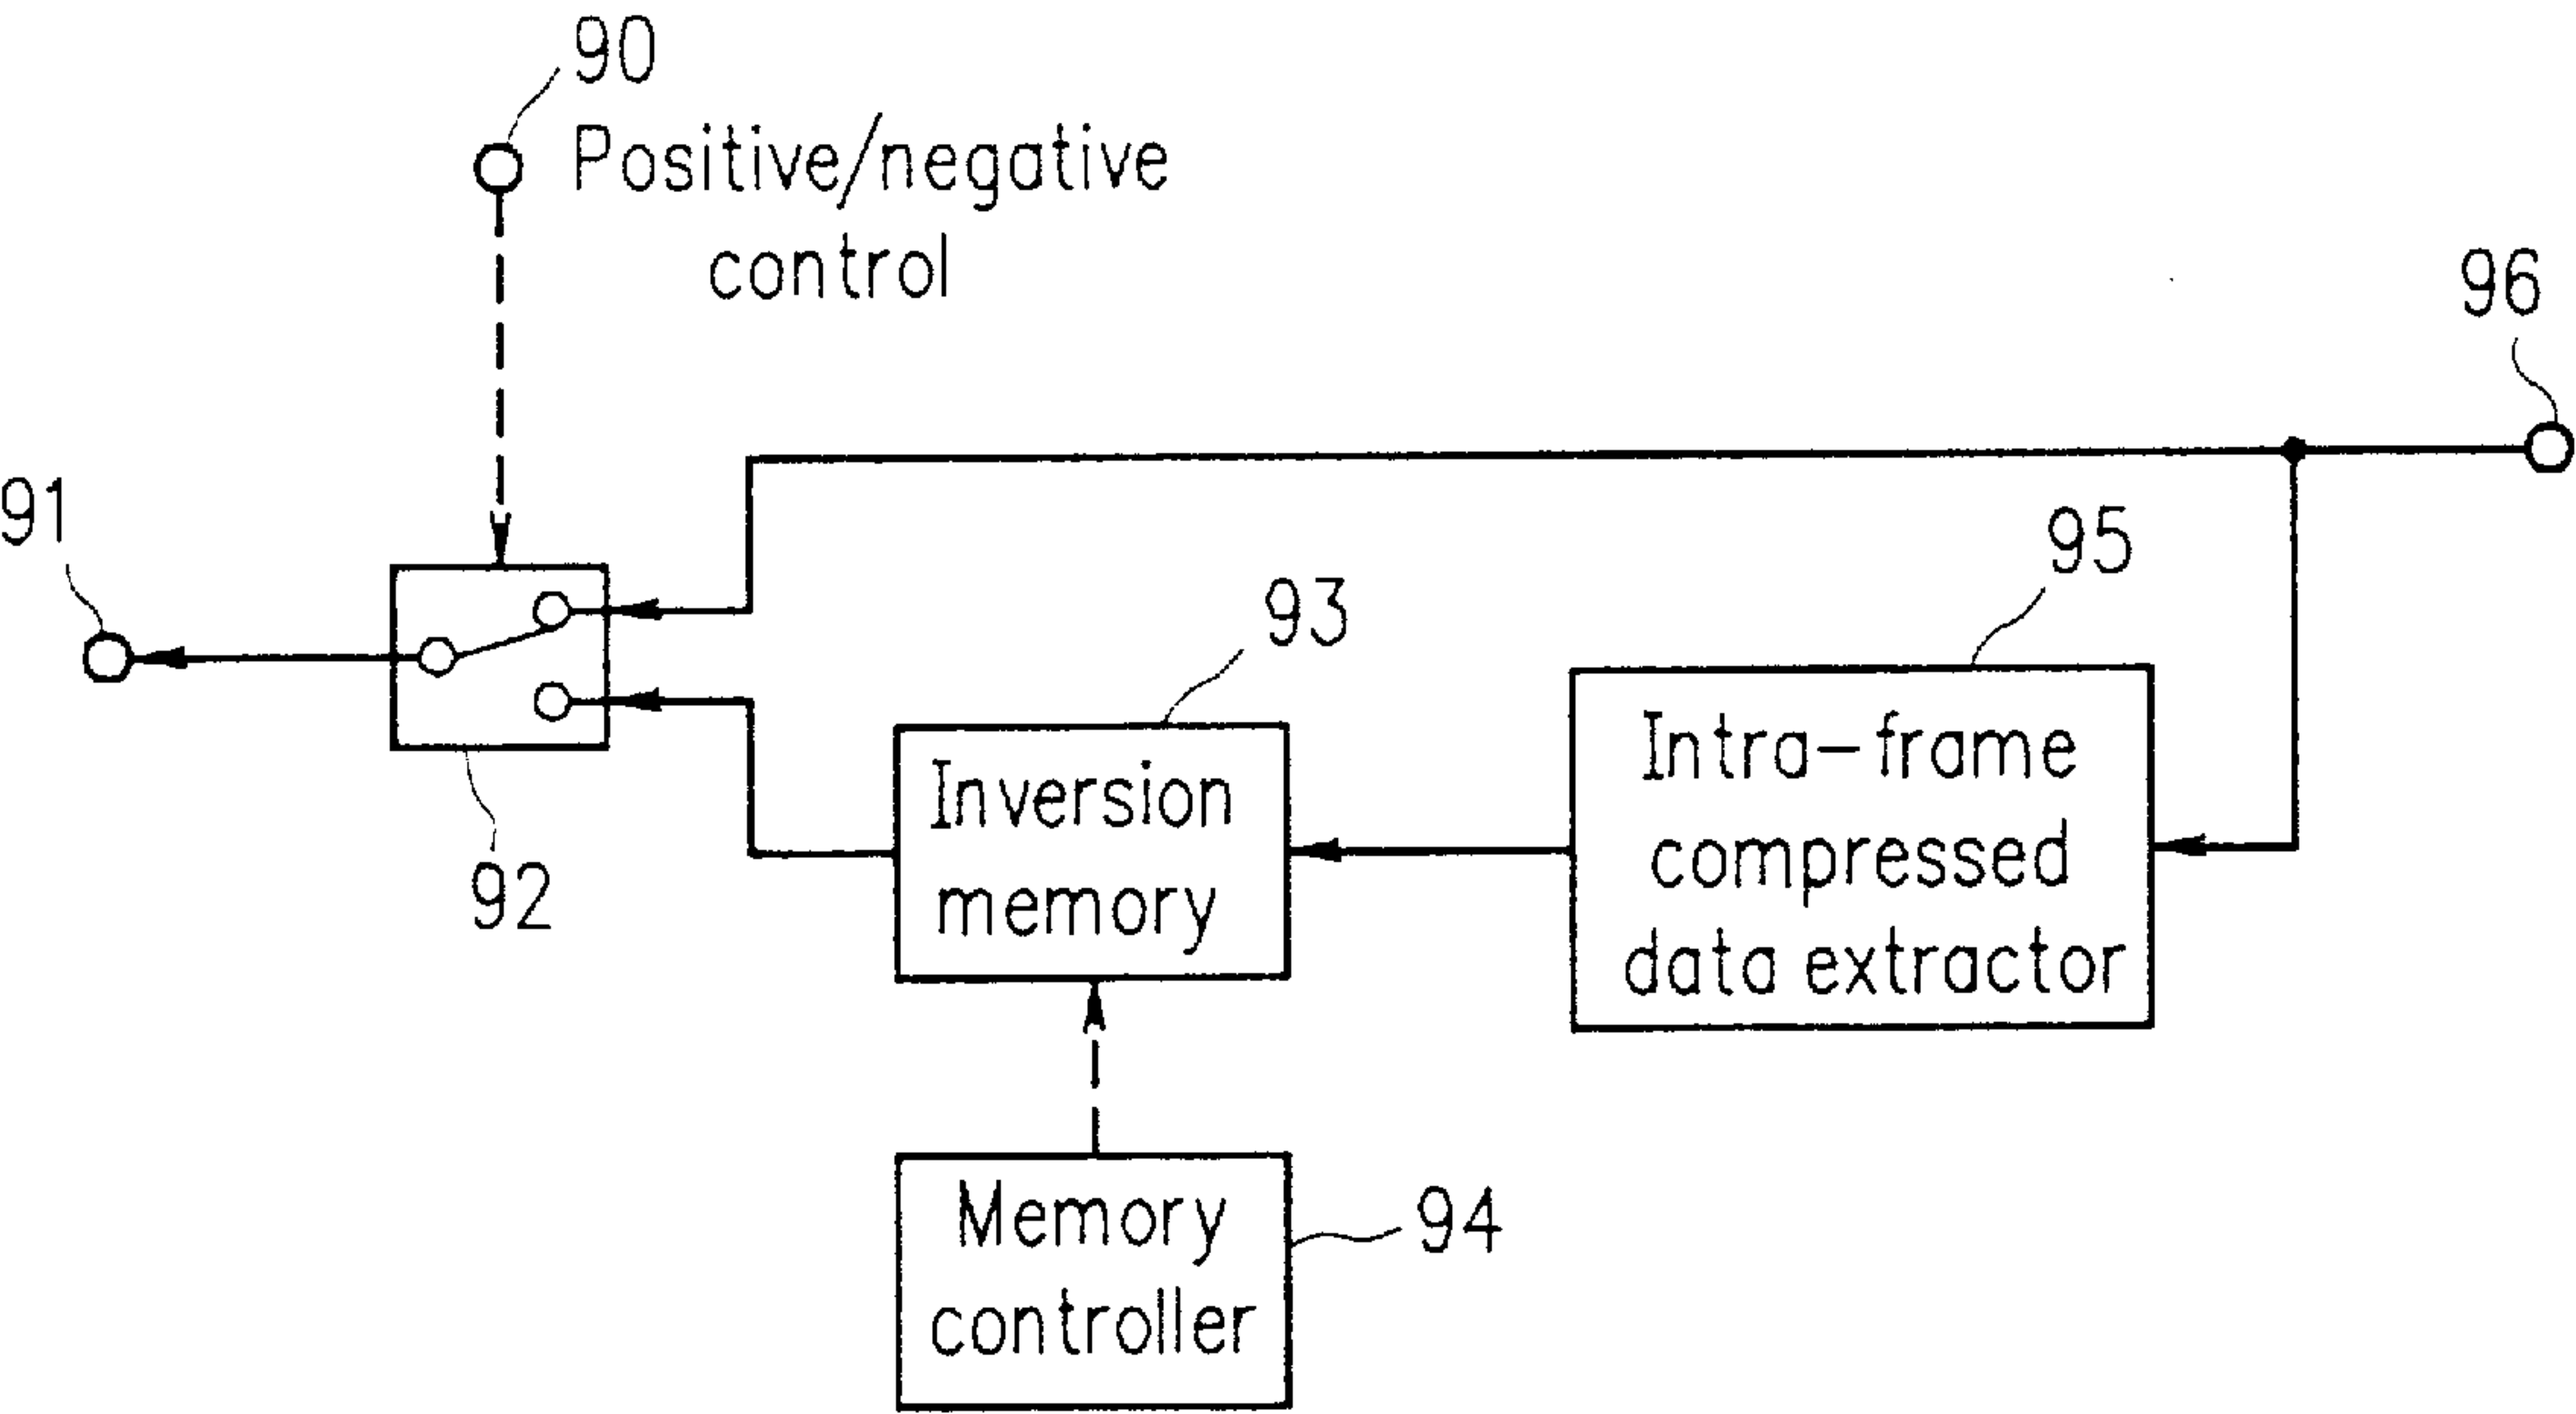 90
Positive/negative
control
96
91
95
93
Intra-frame
compressed
data extractor
Inversion
memory
92
94
Memory
controller